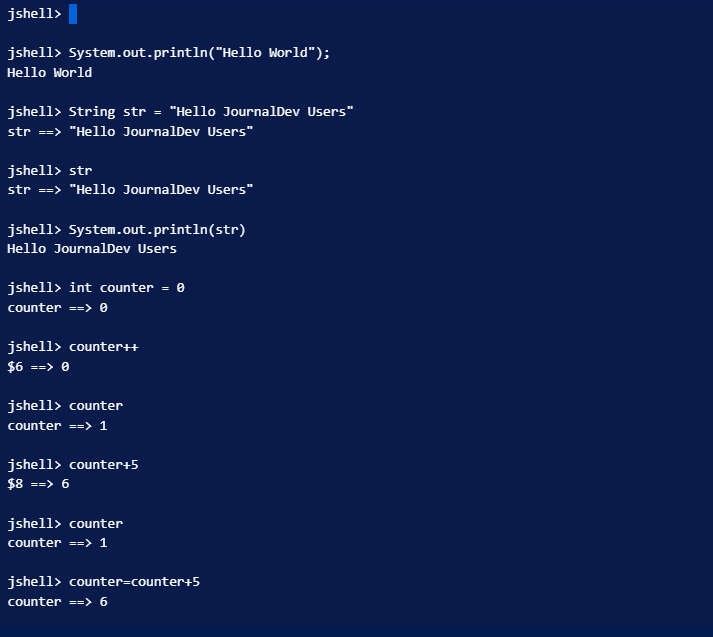 jshell>
jshell> System.out.println("Hello World");
Hello World
jshell> String str = "Hello JournalDev Users"
str ==> "Hello JournalDev Users"
jshell> str
str ==> "Hello JournalDev Users"
jshell> System.out.println(str)
Hello JournalDev Users
jshell> int counter = 0
counter ==> 0
jshell> counter++
$6 ==> 0
jshell> counter
counter ==> 1
jshell> counter+5
$8 ==> 6
jshell> counter
counter ==> 1
jshell> counter=counter+5
counter ==> 6